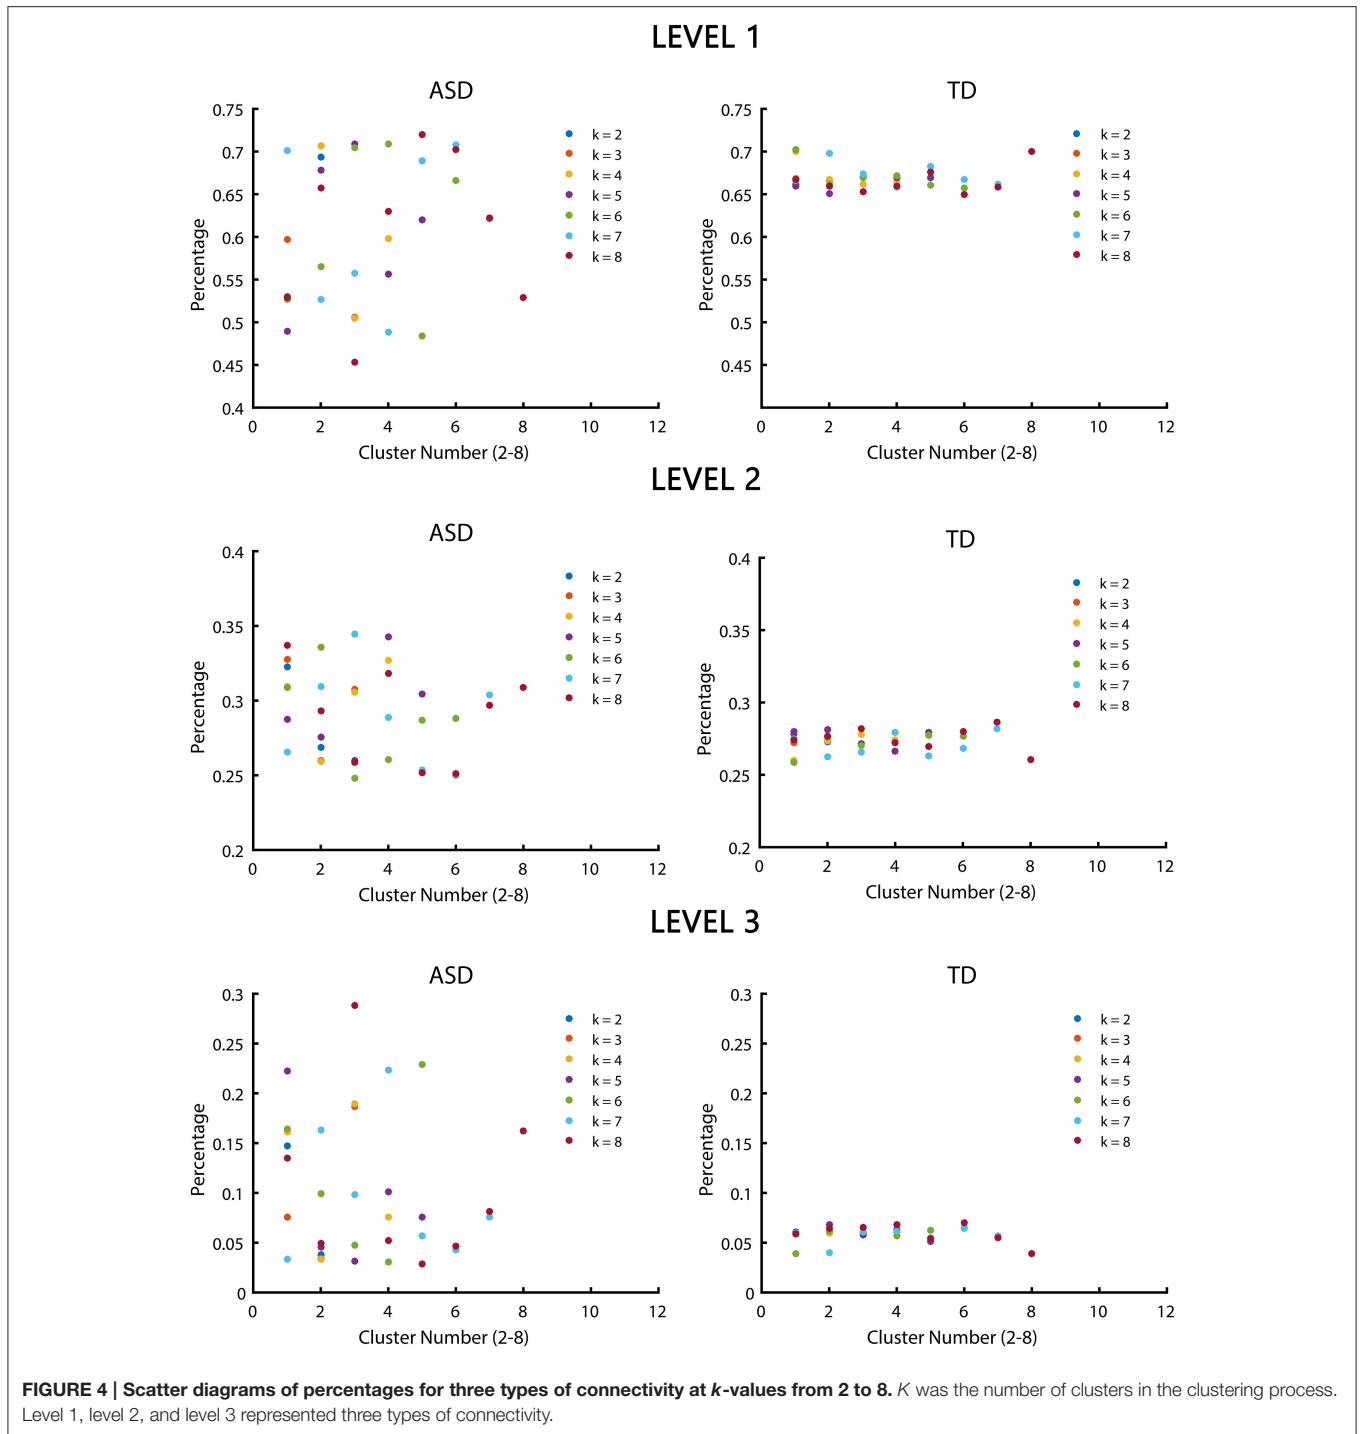 LEVEL 1
ASD
0.75
0.7
0.65
0.6
0.55
0.5
0.45
0.4
0 2 4 6 8 10 12
Percentage
Cluster Number (2-8)
k = 2
k = 3
k = 4
k = 5
k = 6
k = 7
k = 8
TD
0.75
0.7
0.65
0.6
0.55
0.5
0.45
0.4
0 2 4 6 8 10 12
Percentage
Cluster Number (2-8)
k = 2
k = 3
k = 4
k = 5
k = 6
k = 7
k = 8
LEVEL 2
ASD
0.4
0.35
0.3
0.25
0.2
0 2 4 6 8 10 12
Percentage
Cluster Number (2-8)
k = 2
k = 3
k = 4
k = 5
k = 6
k = 7
k = 8
TD
0.4
0.35
0.3
0.25
0.2
0 2 4 6 8 10 12
Percentage
Cluster Number (2-8)
k = 2
k = 3
k = 4
k = 5
k = 6
k = 7
k = 8
LEVEL 3
ASD
0.3
0.25
0.2
0.15
0.1
0.05
0
0 2 4 6 8 10 12
Percentage
Cluster Number (2-8)
k = 2
k = 3
k = 4
k = 5
k = 6
k = 7
k = 8
TD
0.3
0.25
0.2
0.15
0.1
0.05
0
0 2 4 6 8 10 12
Percentage
Cluster Number (2-8)
k = 2
k = 3
k = 4
k = 5
k = 6
k = 7
k = 8
FIGURE 4 | Scatter diagrams of percentages for three types of connectivity at k-values from 2 to 8. K was the number of clusters in the clustering process.
Level 1, level 2, and level 3 represented three types of connectivity.